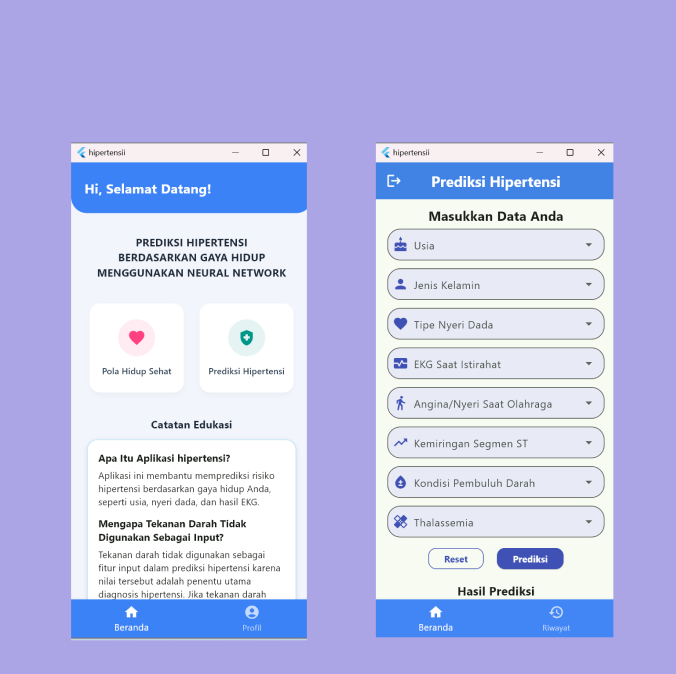 hipertensii
Hi, Selamat Datang!
PREDIKSI HIPERTENSI
BERDASARKAN GAYA HIDUP
MENGGUNAKAN NEURAL NETWORK
Pola Hidup Sehat
Prediksi Hipertensi
Catatan Edukasi
Apa Itu Aplikasi hipertensi?
Aplikasi ini membantu memprediksi risiko
hipertensi berdasarkan gaya hidup Anda,
seperti usia, nyeri dada, dan hasil EKG.
Mengapa Tekanan Darah Tidak
Digunakan Sebagai Input?
Tekanan darah tidak digunakan sebagai
fitur input dalam prediksi hipertensi karena
nilai tersebut adalah penentu utama
diagnosis hipertensi. Jika tekanan darah
Beranda
Profil
hipertensii
Prediksi Hipertensi
Masukkan Data Anda
Usia
Jenis Kelamin
Tipe Nyeri Dada
EKG Saat Istirahat
Angina/Nyeri Saat Olahraga
Kemiringan Segmen ST
Kondisi Pembuluh Darah
Thalassemia
Reset
Prediksi
Hasil Prediksi
Beranda
Riwayat